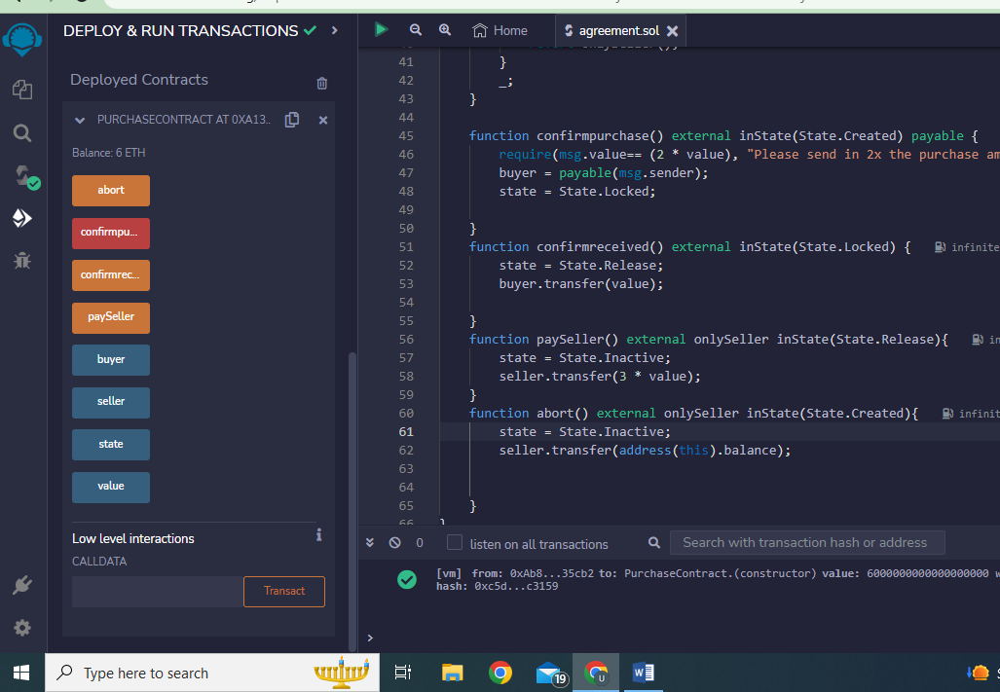 DEPLOY & RUN TRANSACTIONS
Home
agreement.sol
Deployed Contracts
PURCHASECONTRACT AT 0XA13...
Balance: 6 ETH
abort
confirmpu...
confirmrec...
paySeller
buyer
seller
state
value
Low level interactions
CALLDATA
Transact
41 }
42 _;
43 }
44
45 function confirmpurchase() external inState(State.Created) payable {
46 require(msg.value== (2 * value), "Please send in 2x the purchase am
47 buyer = payable(msg.sender);
48 state = State.Locked;
49
50 }
51 function confirmreceived() external inState(State.Locked) { infinite
52 state = State.Release;
53 buyer.transfer(value);
54
55 }
56 function paySeller() external onlySeller inState(State.Release){ in
57 state = State.Inactive;
58 seller.transfer(3 * value);
59 }
60 function abort() external onlySeller inState(State.Created){ infinit
61 state = State.Inactive;
62 seller.transfer(address(this).balance);
63
64
65 }
66 }
0 listen on all transactions Search with transaction hash or address
[vm] from: 0xAb8...35cb2 to: PurchaseContract.(constructor) value: 6000000000000000000 w
hash: 0xc5d...c3159
>
Type here to search
19
U